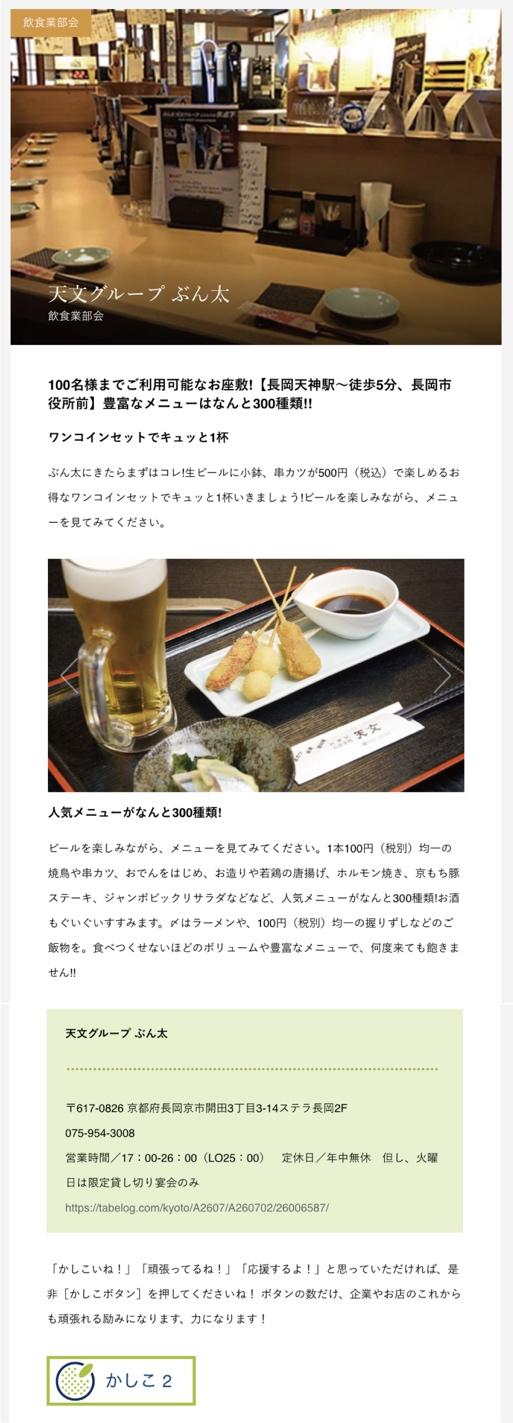 飲食業部会
天文グループ ぶん太
飲食業部会
100名様までご利用可能なお座敷!【長岡天神駅〜徒歩5分、長岡市
役所前】豊富なメニューはなんと300種類!!
ワンコインセットでキュッと1杯
ぶん太にきたらまずはコレ!生ビールに小鉢、串カツが500円（税込）で楽しめるお
得なワンコインセットでキュッと1杯いきましょう!ビールを楽しみながら、メニュ
ーを見てみてください。
天文
人気メニューがなんと300種類!
ビールを楽しみながら、メニューを見てみてください。1本100円（税別）均一の
焼鳥や串カツ、おでんをはじめ、お造りや若鶏の唐揚げ、ホルモン焼き、京もち豚
ステーキ、ジャンボビックリサラダなどなど、人気メニューがなんと300種類!お酒
もぐいぐいすすみます。〆はラーメンや、100円（税別）均一の握りずしなどのご
飯物を。食べつくせないほどのボリュームや豊富なメニューで、何度来ても飽きま
せん!!
天文グループ ぶん太
〒617-0826 京都府長岡京市開田3丁目3-14ステラ長岡2F
075-954-3008
営業時間／17：00-26：00（LO25：00）　定休日／年中無休　但し、火曜
日は限定貸し切り宴会のみ
https://tabelog.com/kyoto/A2607/A260702/26006587/
「かしこいね！」「頑張ってるね！」「応援するよ！」と思っていただければ、是
非［かしこボタン］を押してくださいね！ ボタンの数だけ、企業やお店のこれから
も頑張れる励みになります、力になります！
かしこ 2